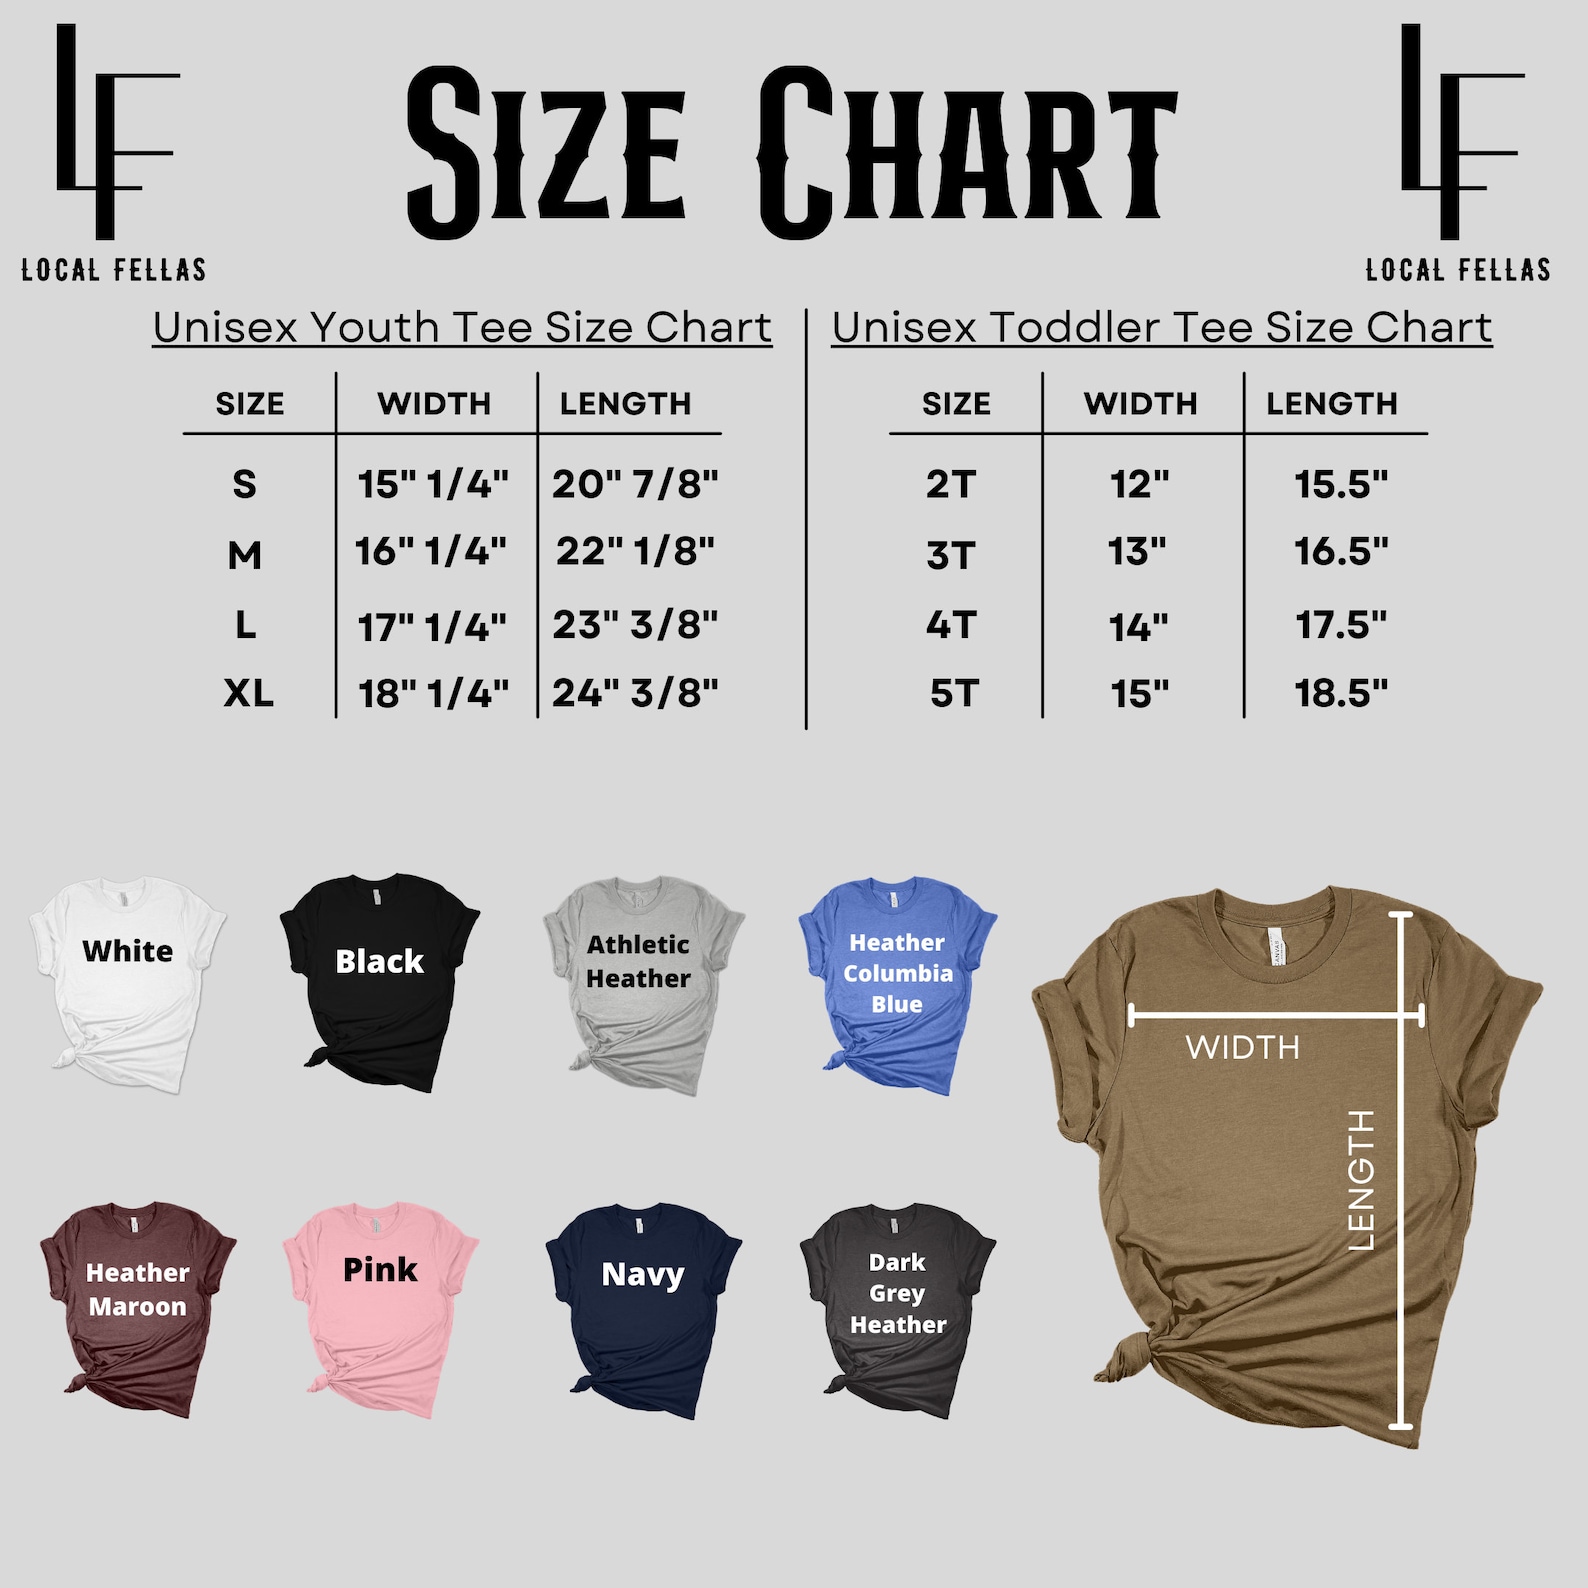 LF
LOCAL FELLAS
SIZE CHART
LF
LOCAL FELLAS
Unisex Youth Tee Size Chart
SIZE WIDTH LENGTH
S 15" 1/4" 20" 7/8"
M 16" 1/4" 22" 1/8"
L 17" 1/4" 23" 3/8"
XL 18" 1/4" 24" 3/8"
Unisex Toddler Tee Size Chart
SIZE WIDTH LENGTH
2T 12" 15.5"
3T 13" 16.5"
4T 14" 17.5"
5T 15" 18.5"
White
Black
Athletic
Heather
Heather
Columbia
Blue
Heather
Maroon
Pink
Navy
Dark
Grey
Heather
CANVAS
WIDTH
LENGTH